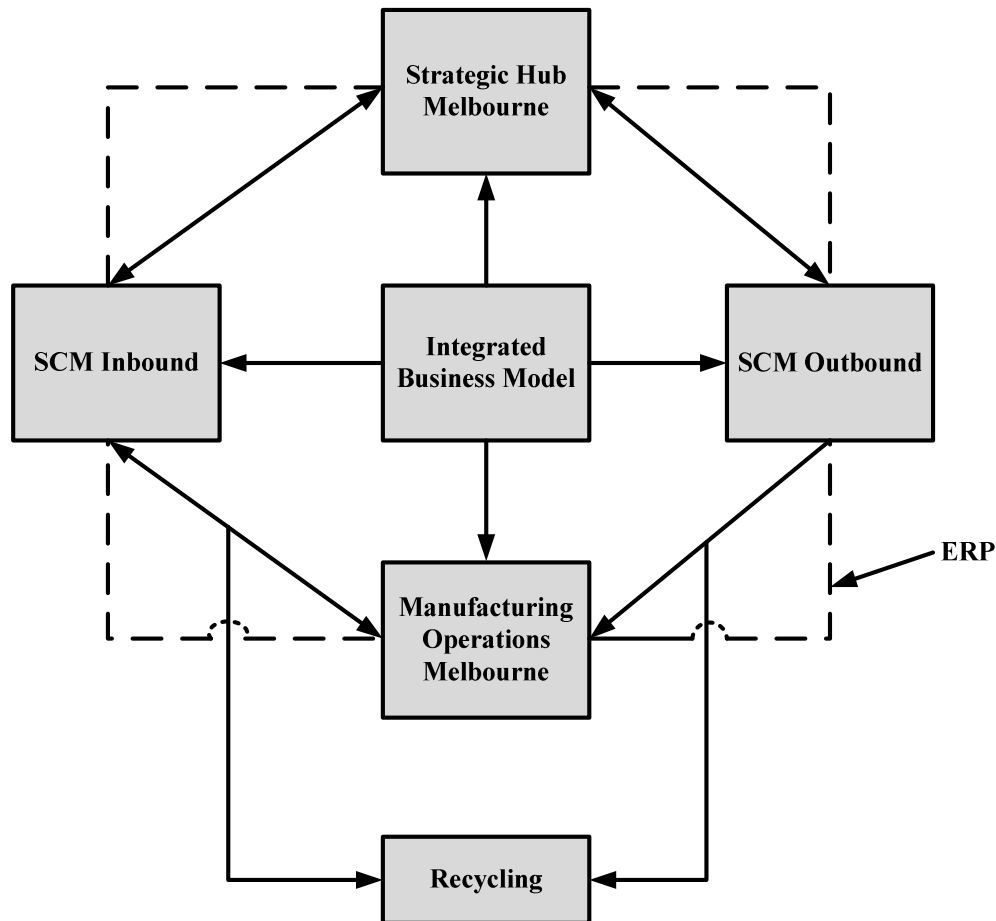 Strategic Hub
Melbourne
SCM Inbound
Integrated
Business Model
SCM Outbound
ERP
Manufacturing
Operations
Melbourne
Recycling